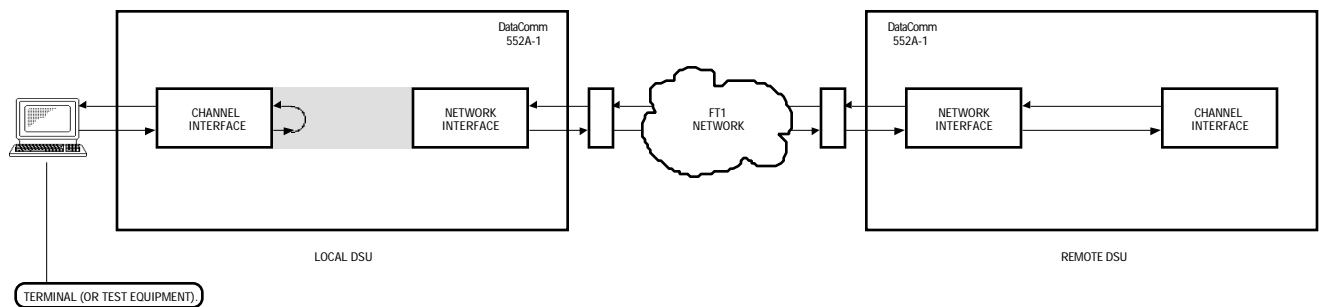 DataComm
552A-1
DataComm
552A-1
CHANNEL
INTERFACE
NETWORK
INTERFACE
FT1
NETWORK
NETWORK
INTERFACE
CHANNEL
INTERFACE
LOCAL DSU
REMOTE DSU
TERMINAL (OR TEST EQUIPMENT).